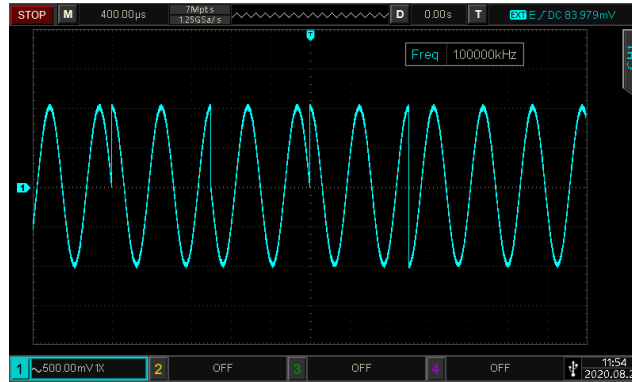 STOP M 400.00µs 7Mpts 1.25GSa/s D 0.00s T EXT E DC 83.979mV
T
Freq 1.00000kHz
CH1
1
1 500.00mV 1X 2 OFF 3 OFF 4 OFF 11:54